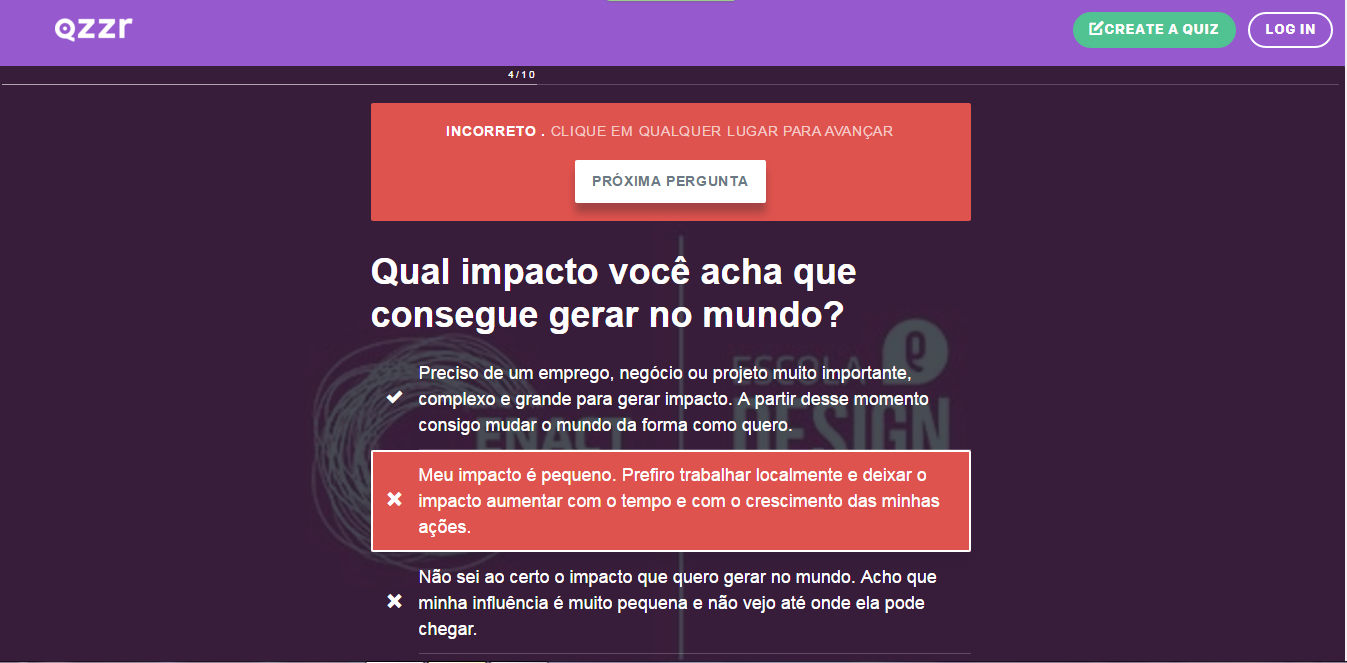 Qzzr
CREATE A QUIZ
LOG IN
4/10
INCORRETO . CLIQUE EM QUALQUER LUGAR PARA AVANÇAR
PRÓXIMA PERGUNTA
Qual impacto você acha que
consegue gerar no mundo?
ESCOLA
DESIGN
ENACT
Preciso de um emprego, negócio ou projeto muito importante,
complexo e grande para gerar impacto. A partir desse momento
consigo mudar o mundo da forma como quero.
Meu impacto é pequeno. Prefiro trabalhar localmente e deixar o
impacto aumentar com o tempo e com o crescimento das minhas
ações.
Não sei ao certo o impacto que quero gerar no mundo. Acho que
minha influência é muito pequena e não vejo até onde ela pode
chegar.